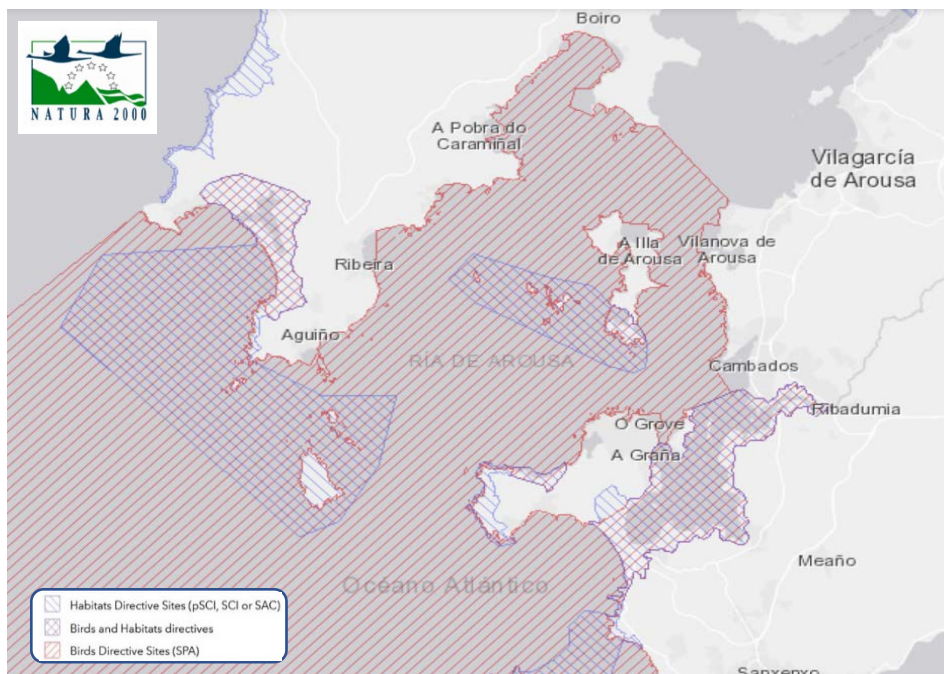 Boiro
NATURA 2000
A Pobra do
Caramiñal
Vilagarcía
de Arousa
A Illa
de Arousa
Vilanova de
Arousa
Ribeira
Aguiño
RÍA DE AROUSA
Cambados
O Grove
Ribadumia
A Graña
Meaño
Océano Atlántico
Habitats Directive Sites (pSCI, SCI or SAC)
Birds and Habitats directives
Birds Directive Sites (SPA)
Sanxenxo